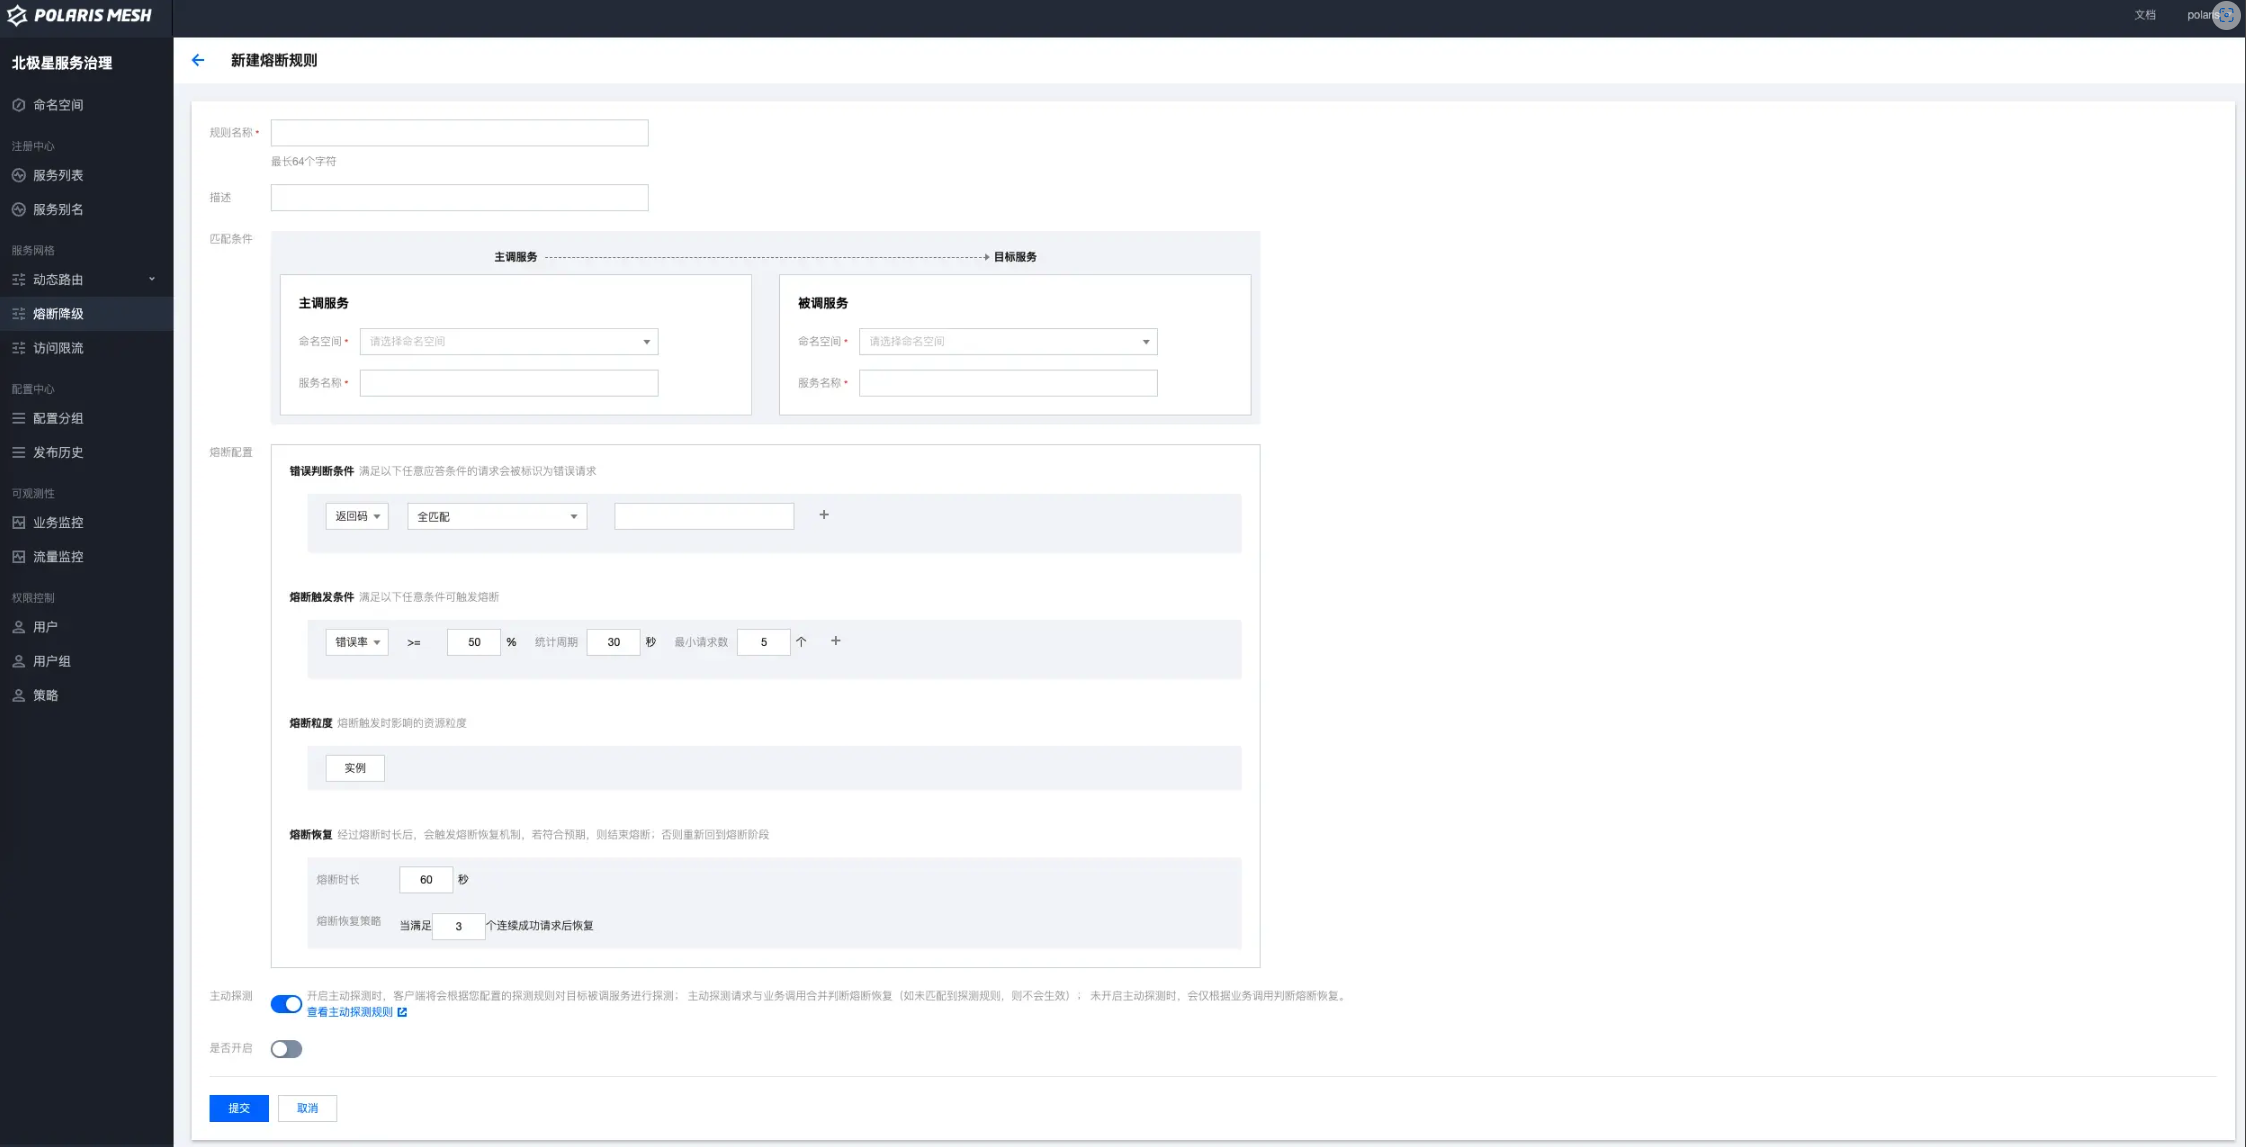 POLARIS MESH
文档
polaris
北极星服务治理
命名空间
注册中心
服务列表
服务别名
服务网格
动态路由
熔断降级
访问限流
配置中心
配置分组
发布历史
可观测性
业务监控
流量监控
权限控制
用户
用户组
策略
新建熔断规则
规则名称*
最长64个字符
描述
匹配条件
主调服务 目标服务
主调服务
命名空间* 请选择命名空间
服务名称*
被调服务
命名空间* 请选择命名空间
服务名称*
熔断配置
错误判断条件 满足以下任意应答条件的请求会被标识为错误请求
返回码 全匹配 +
熔断触发条件 满足以下任意条件可触发熔断
错误率 >= 50 % 统计周期 30 秒 最小请求数 5 个 +
熔断粒度 熔断触发时影响的资源粒度
实例
熔断恢复 经过熔断时长后，会触发熔断恢复机制，若符合预期，则结束熔断；否则重新回到熔断阶段
熔断时长 60 秒
熔断恢复策略 当满足 3 个连续成功请求后恢复
主动探测 开启主动探测时，客户端将会根据您配置的探测规则对目标被调服务进行探测； 主动探测请求与业务调用合并判断熔断恢复（如未匹配到探测规则，则不会生效）； 未开启主动探测时，会仅根据业务调用判断熔断恢复。
查看主动探测规则
是否开启
提交 取消